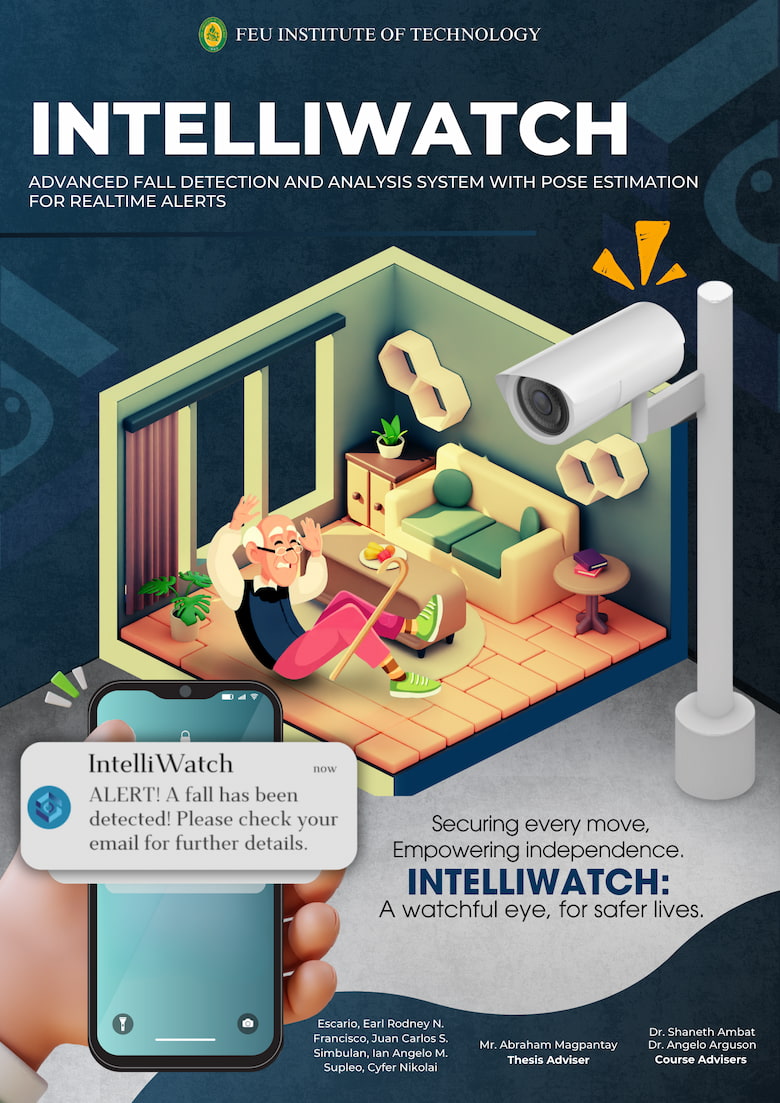 FEU INSTITUTE OF TECHNOLOGY
INTELLIWATCH
ADVANCED FALL DETECTION AND ANALYSIS SYSTEM WITH POSE ESTIMATION
FOR REALTIME ALERTS
IntelliWatch now
ALERT! A fall has been
detected! Please check your
email for further details.
Securing every move,
Empowering independence.
INTELLIWATCH:
A watchful eye, for safer lives.
Escario, Earl Rodney N.
Francisco, Juan Carlos S.
Simbulan, Ian Angelo M.
Supleo, Cyfer Nikolai
Mr. Abraham Magpantay
Thesis Adviser
Dr. Shaneth Ambat
Dr. Angelo Arguson
Course Advisers